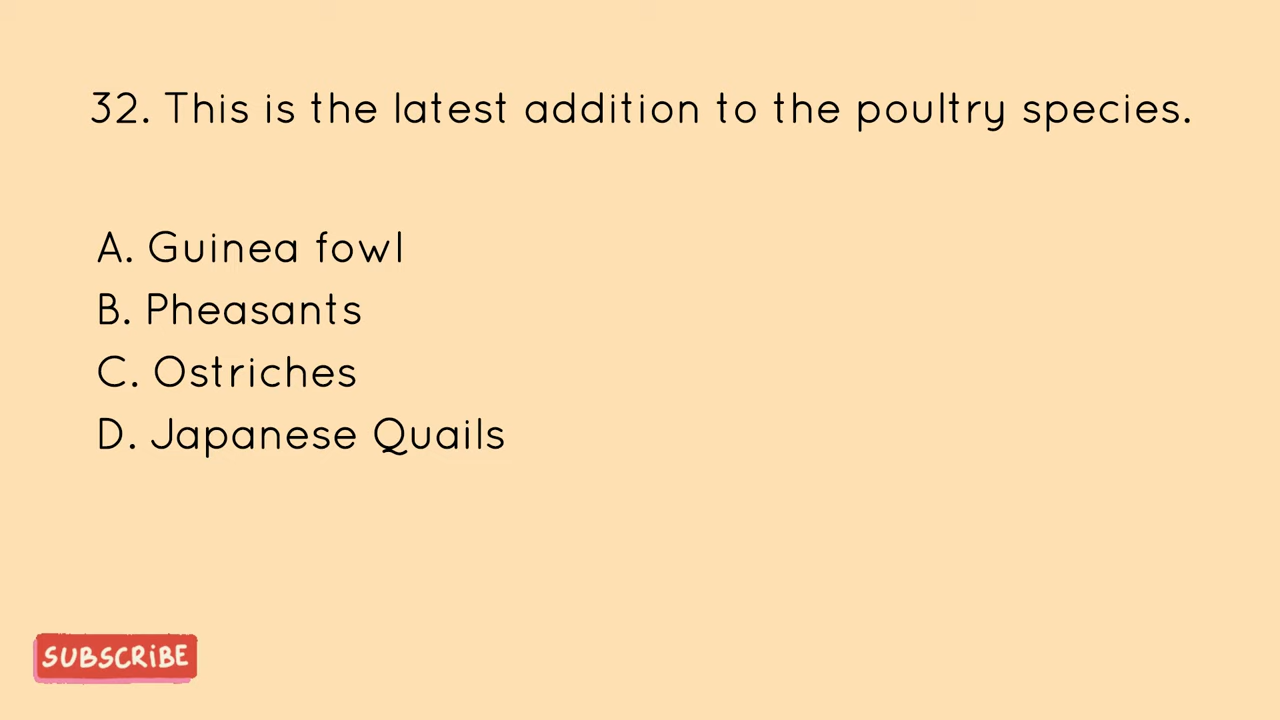 32. This is the latest addition to the poultry species.
A. Guinea fowl
B. Pheasants
C. Ostriches
D. Japanese Quails
SUBSCRiBE